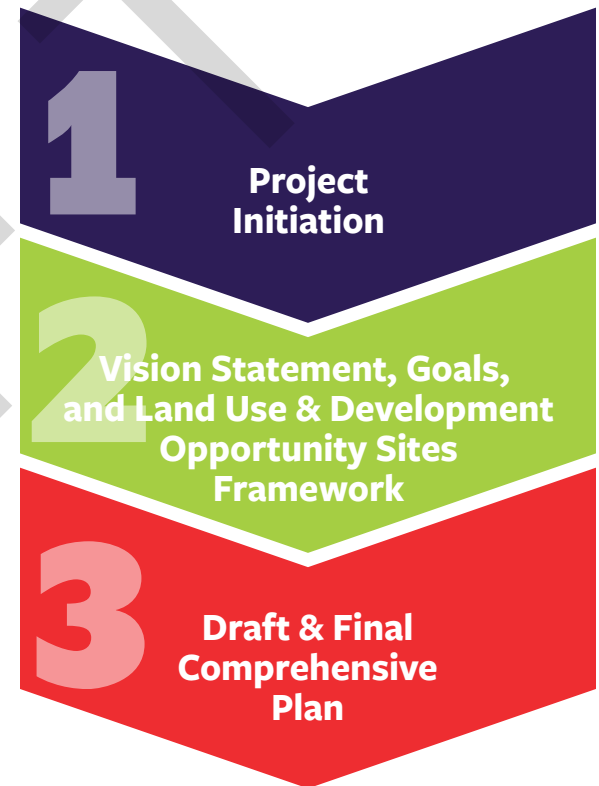 1
Project
Initiation
2
Vision Statement, Goals,
and Land Use & Development
Opportunity Sites
Framework
3
Draft & Final
Comprehensive
Plan